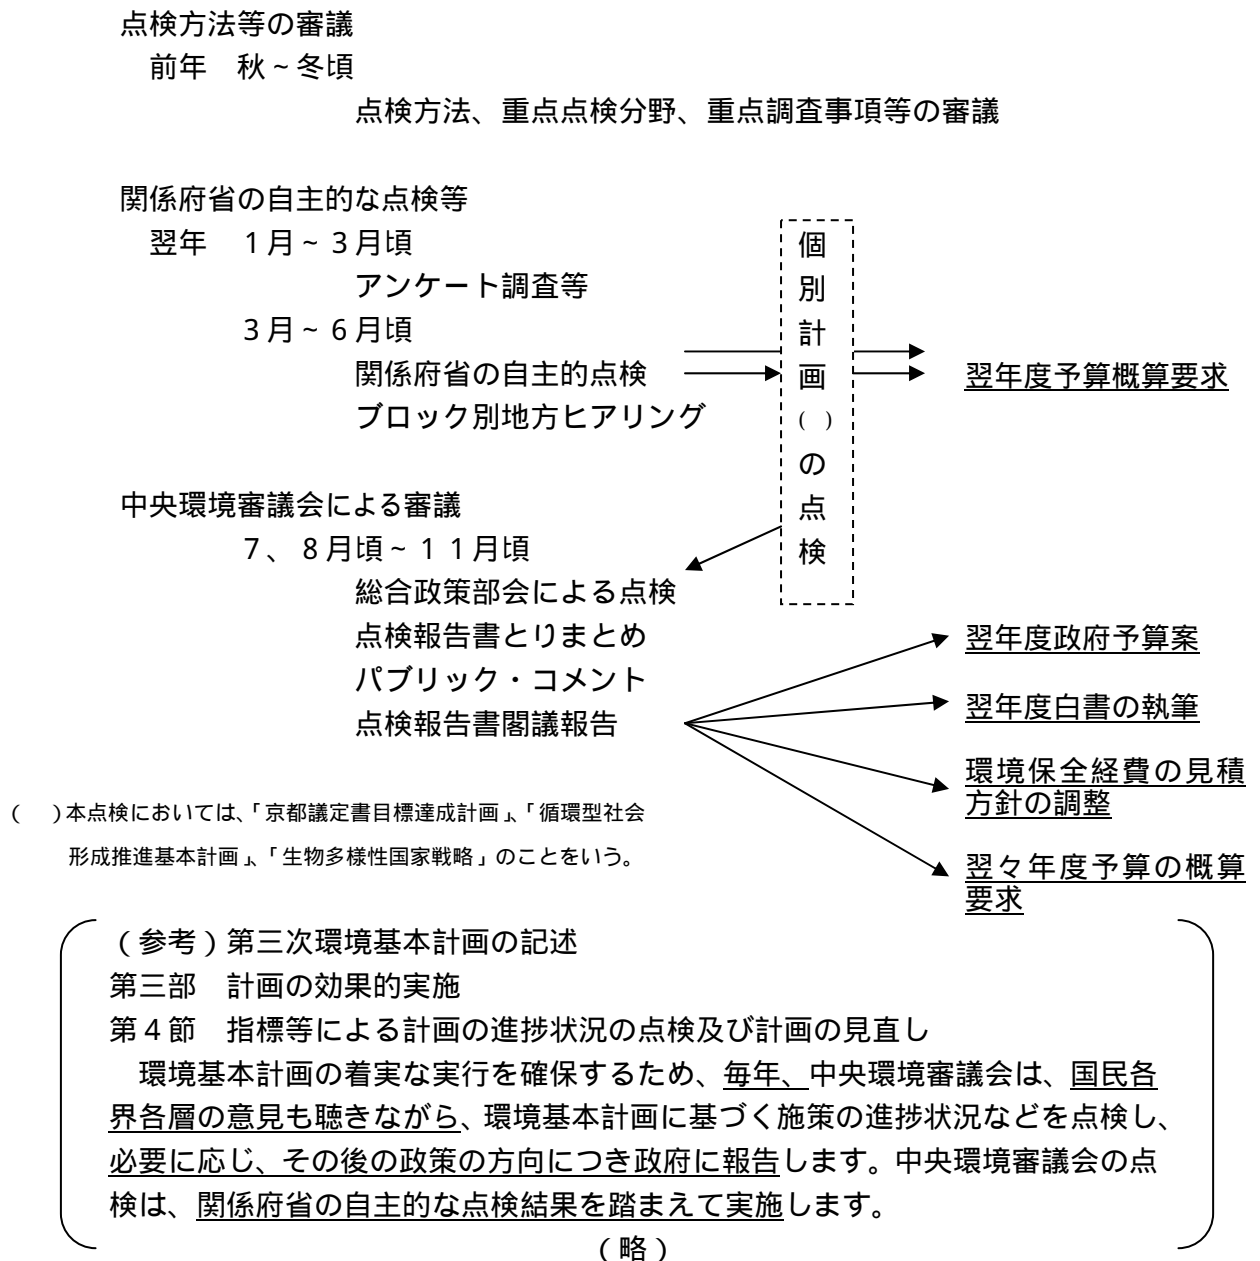 点検方法等の審議
前年　秋～冬頃
点検方法、重点点検分野、重点調査事項等の審議
関係府省の自主的な点検等
翌年　1月～3月頃
アンケート調査等
3月～6月頃
関係府省の自主的点検
ブロック別地方ヒアリング
個別計画(　)の点検
翌年度予算概算要求
中央環境審議会による審議
7、8月頃～11月頃
総合政策部会による点検
点検報告書とりまとめ
パブリック・コメント
点検報告書閣議報告
翌年度政府予算案
翌年度白書の執筆
環境保全経費の見積
方針の調整
翌々年度予算の概算
要求
(　)本点検においては、「京都議定書目標達成計画」、「循環型社会
形成推進基本計画」、「生物多様性国家戦略」のことをいう。
（参考）第三次環境基本計画の記述
第三部　計画の効果的実施
第4節　指標等による計画の進捗状況の点検及び計画の見直し
環境基本計画の着実な実行を確保するため、毎年、中央環境審議会は、国民各
界各層の意見も聴きながら、環境基本計画に基づく施策の進捗状況などを点検し、
必要に応じ、その後の政策の方向につき政府に報告します。中央環境審議会の点
検は、関係府省の自主的な点検結果を踏まえて実施します。
（略）